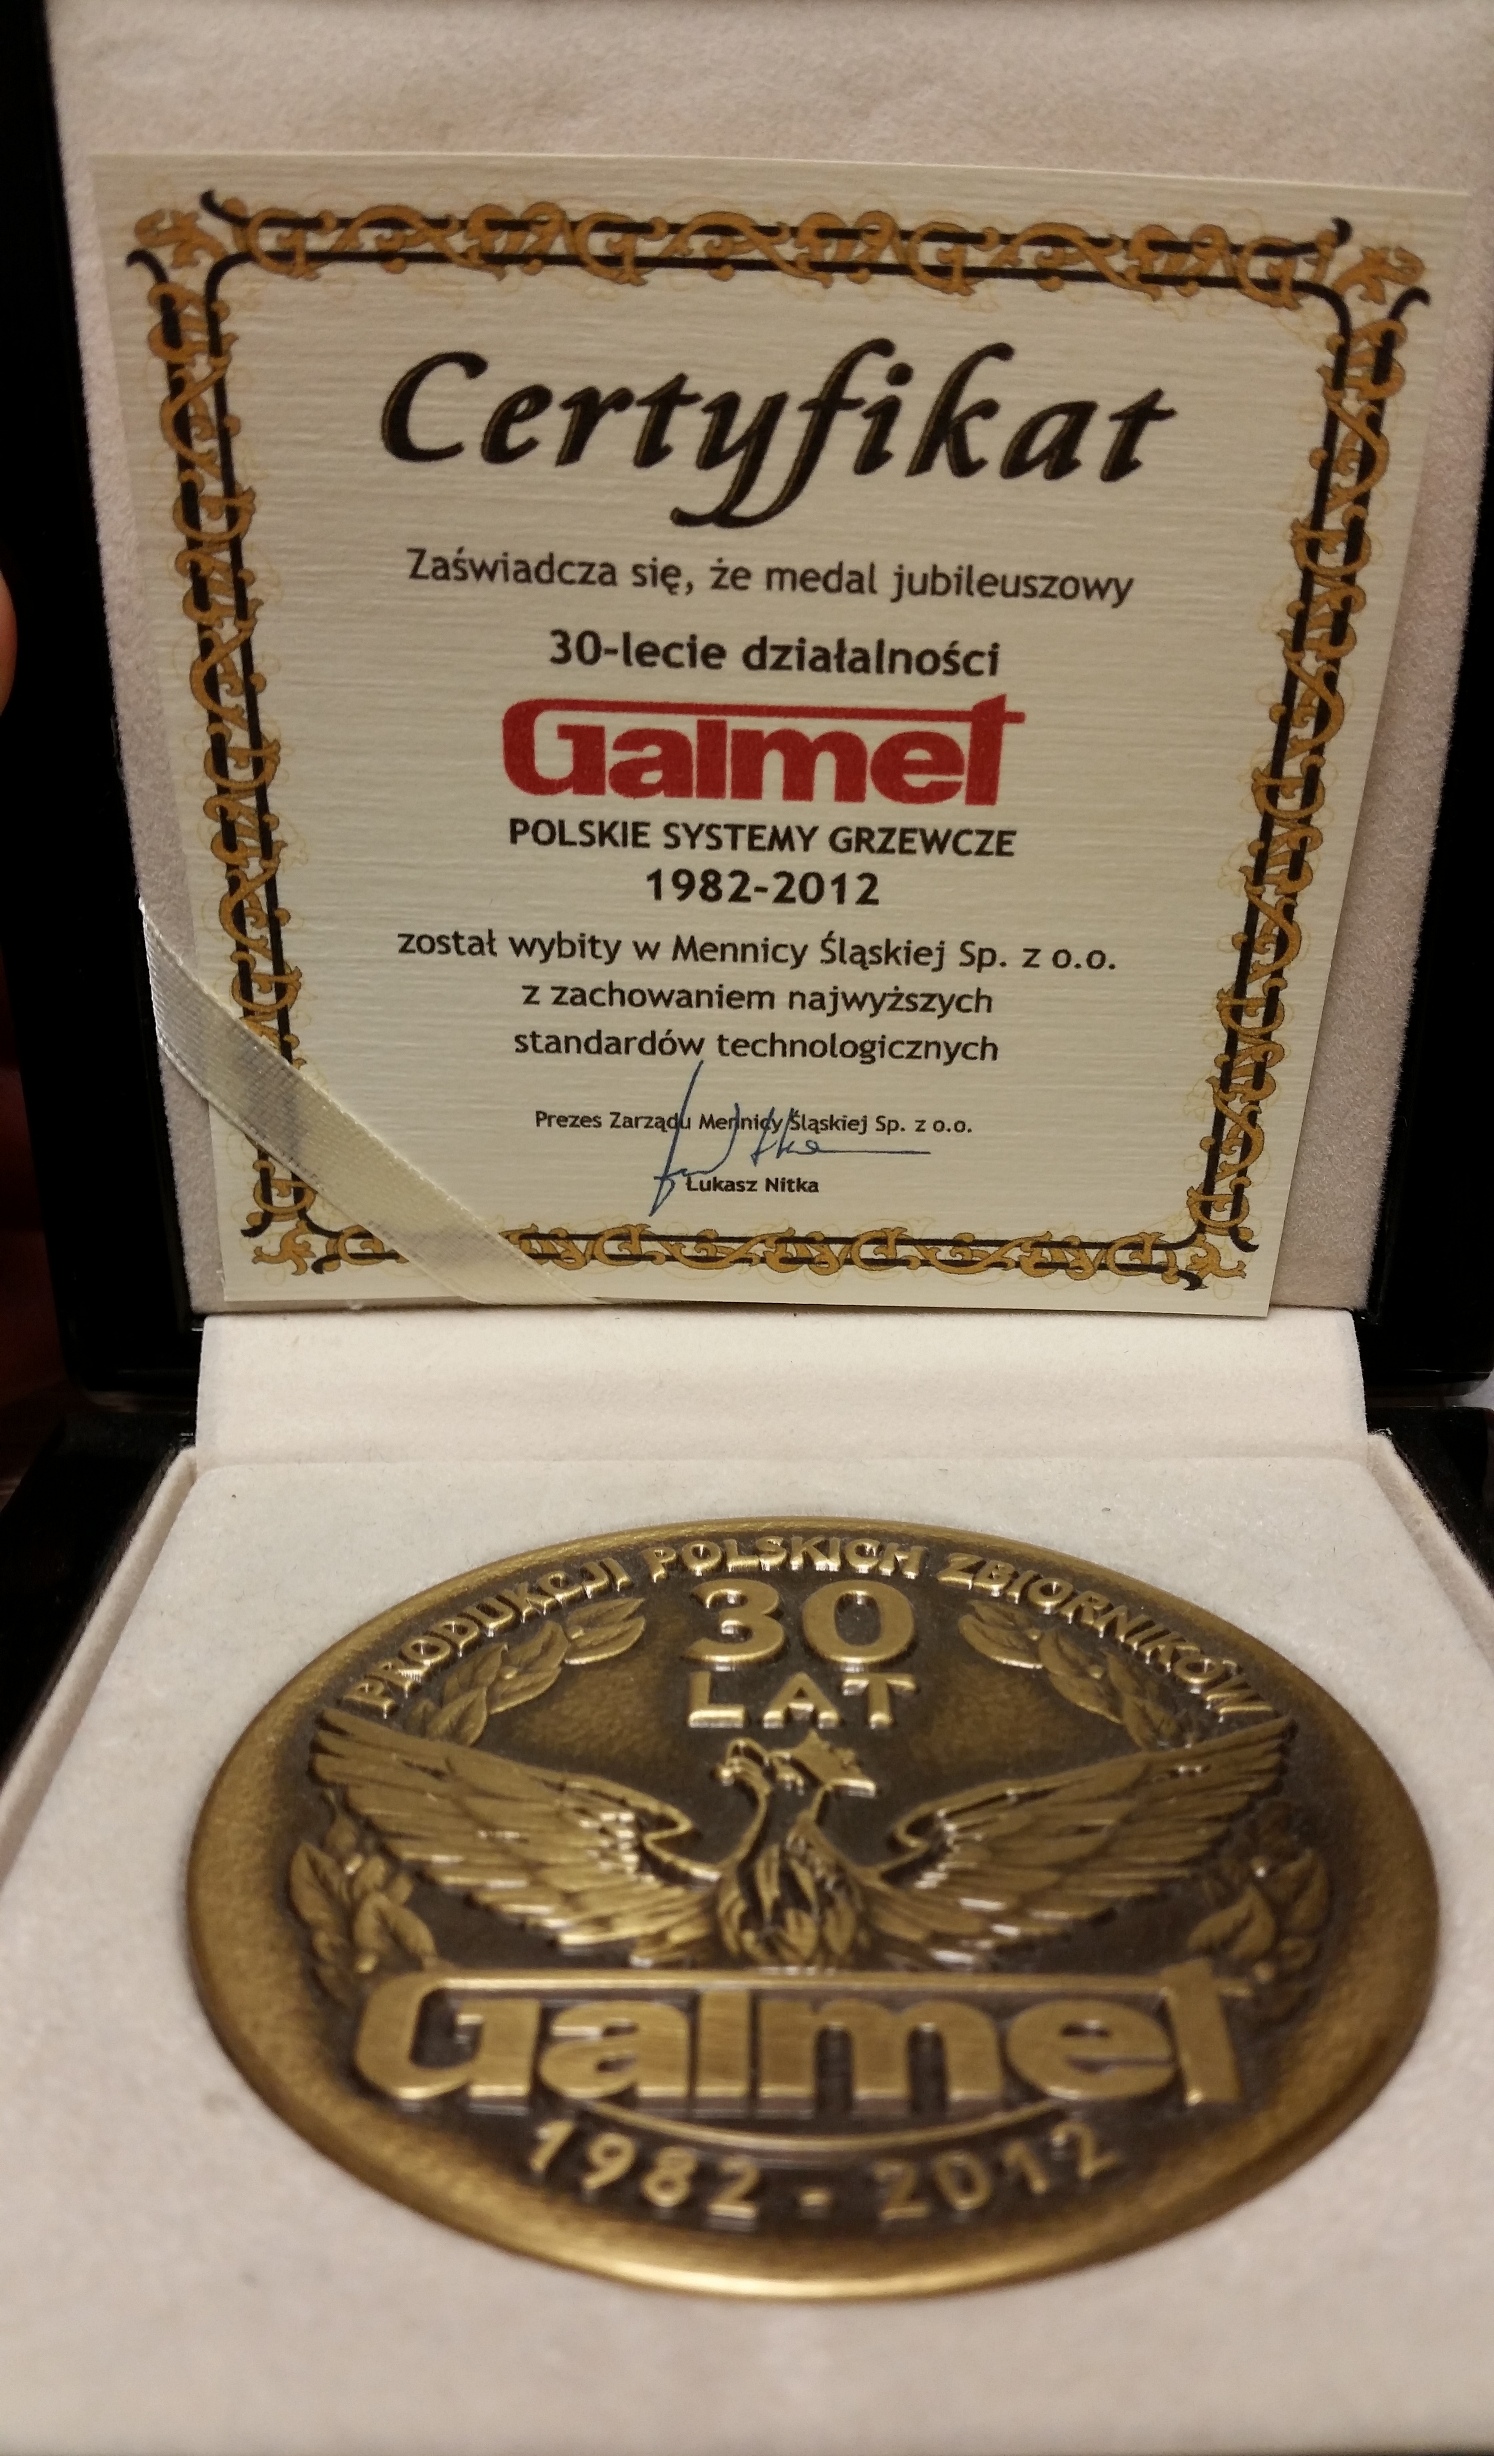 Certyfikat
Zaświadcza się, że medal jubileuszowy
30-lecie działalności
Galmet
POLSKIE SYSTEMY GRZEWCZE
1982-2012
został wybity w Mennicy Śląskiej Sp. z o.o.
z zachowaniem najwyższych
standardów technologicznych
Prezes Zarządu Mennicy Śląskiej Sp. z o.o.
Łukasz Nitka
PRODUKCJI POLSKICH ZBIORNIKÓW
30
LAT
Galmet
1982 - 2012